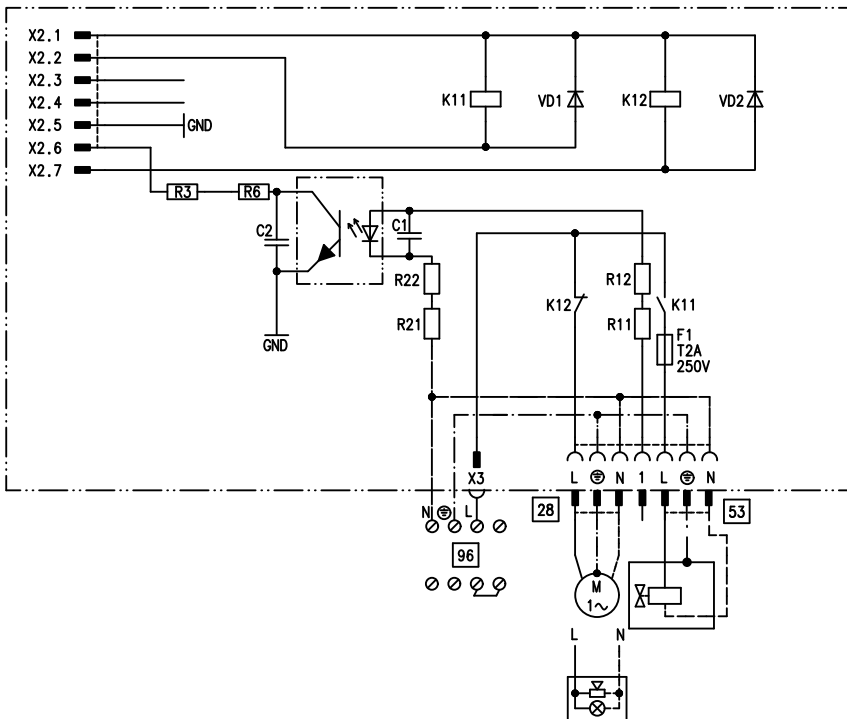 X2.1
X2.2
X2.3
X2.4
X2.5
X2.6
X2.7
GND
K11
VD1
K12
VD2
R3
R6
C2
C1
GND
R22
R21
K12
R12
R11
K11
F1
T2A
250V
X3
L
N
1
L
N
N
L
28
53
96
M
1~
L
N